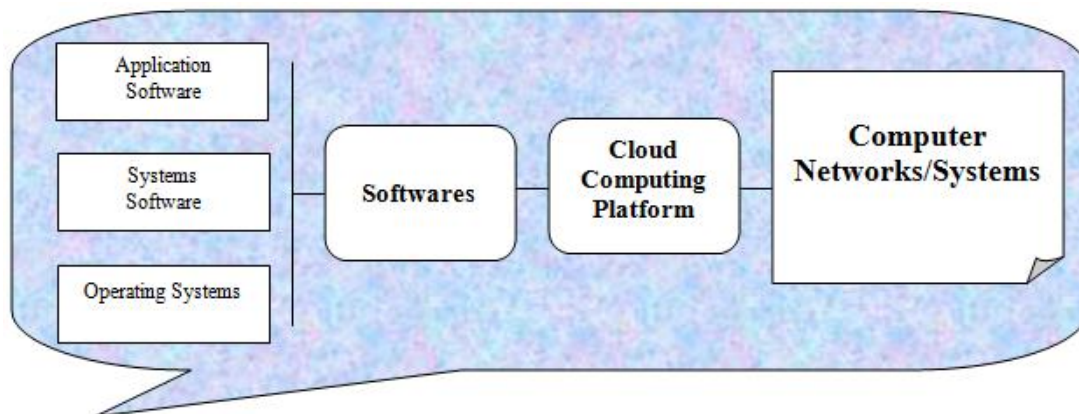 Application
Software
Systems
Software
Operating Systems
Softwares
Cloud
Computing
Platform
Computer
Networks/Systems